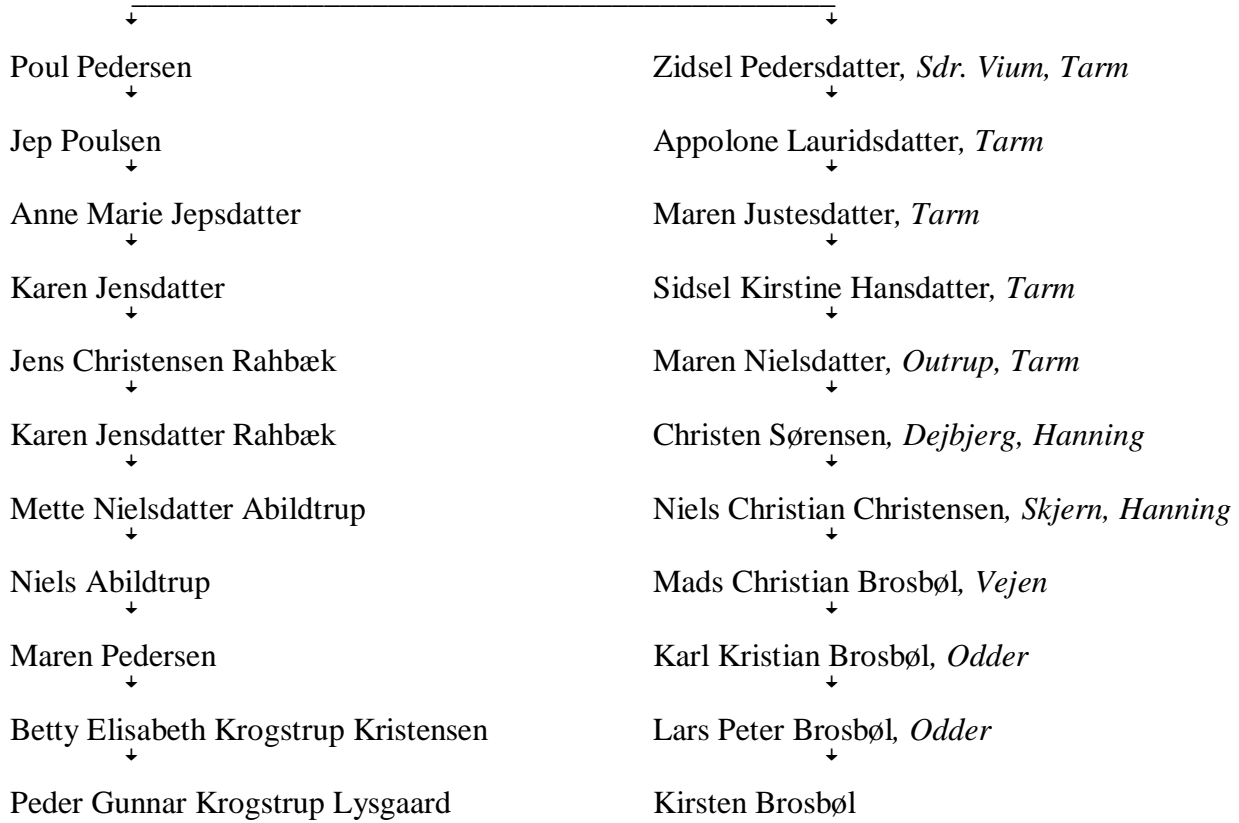 Poul Pedersen Zidsel Pedersdatter, Sdr. Vium, Tarm
Jep Poulsen Appolone Lauridsdatter, Tarm
Anne Marie Jepsdatter Maren Justesdatter, Tarm
Karen Jensdatter Sidsel Kirstine Hansdatter, Tarm
Jens Christensen Rahbæk Maren Nielsdatter, Outrup, Tarm
Karen Jensdatter Rahbæk Christen Sørensen, Dejbjerg, Hanning
Mette Nielsdatter Abildtrup Niels Christian Christensen, Skjern, Hanning
Niels Abildtrup Mads Christian Brosbøl, Vejen
Maren Pedersen Karl Kristian Brosbøl, Odder
Betty Elisabeth Krogstrup Kristensen Lars Peter Brosbøl, Odder
Peder Gunnar Krogstrup Lysgaard Kirsten Brosbøl